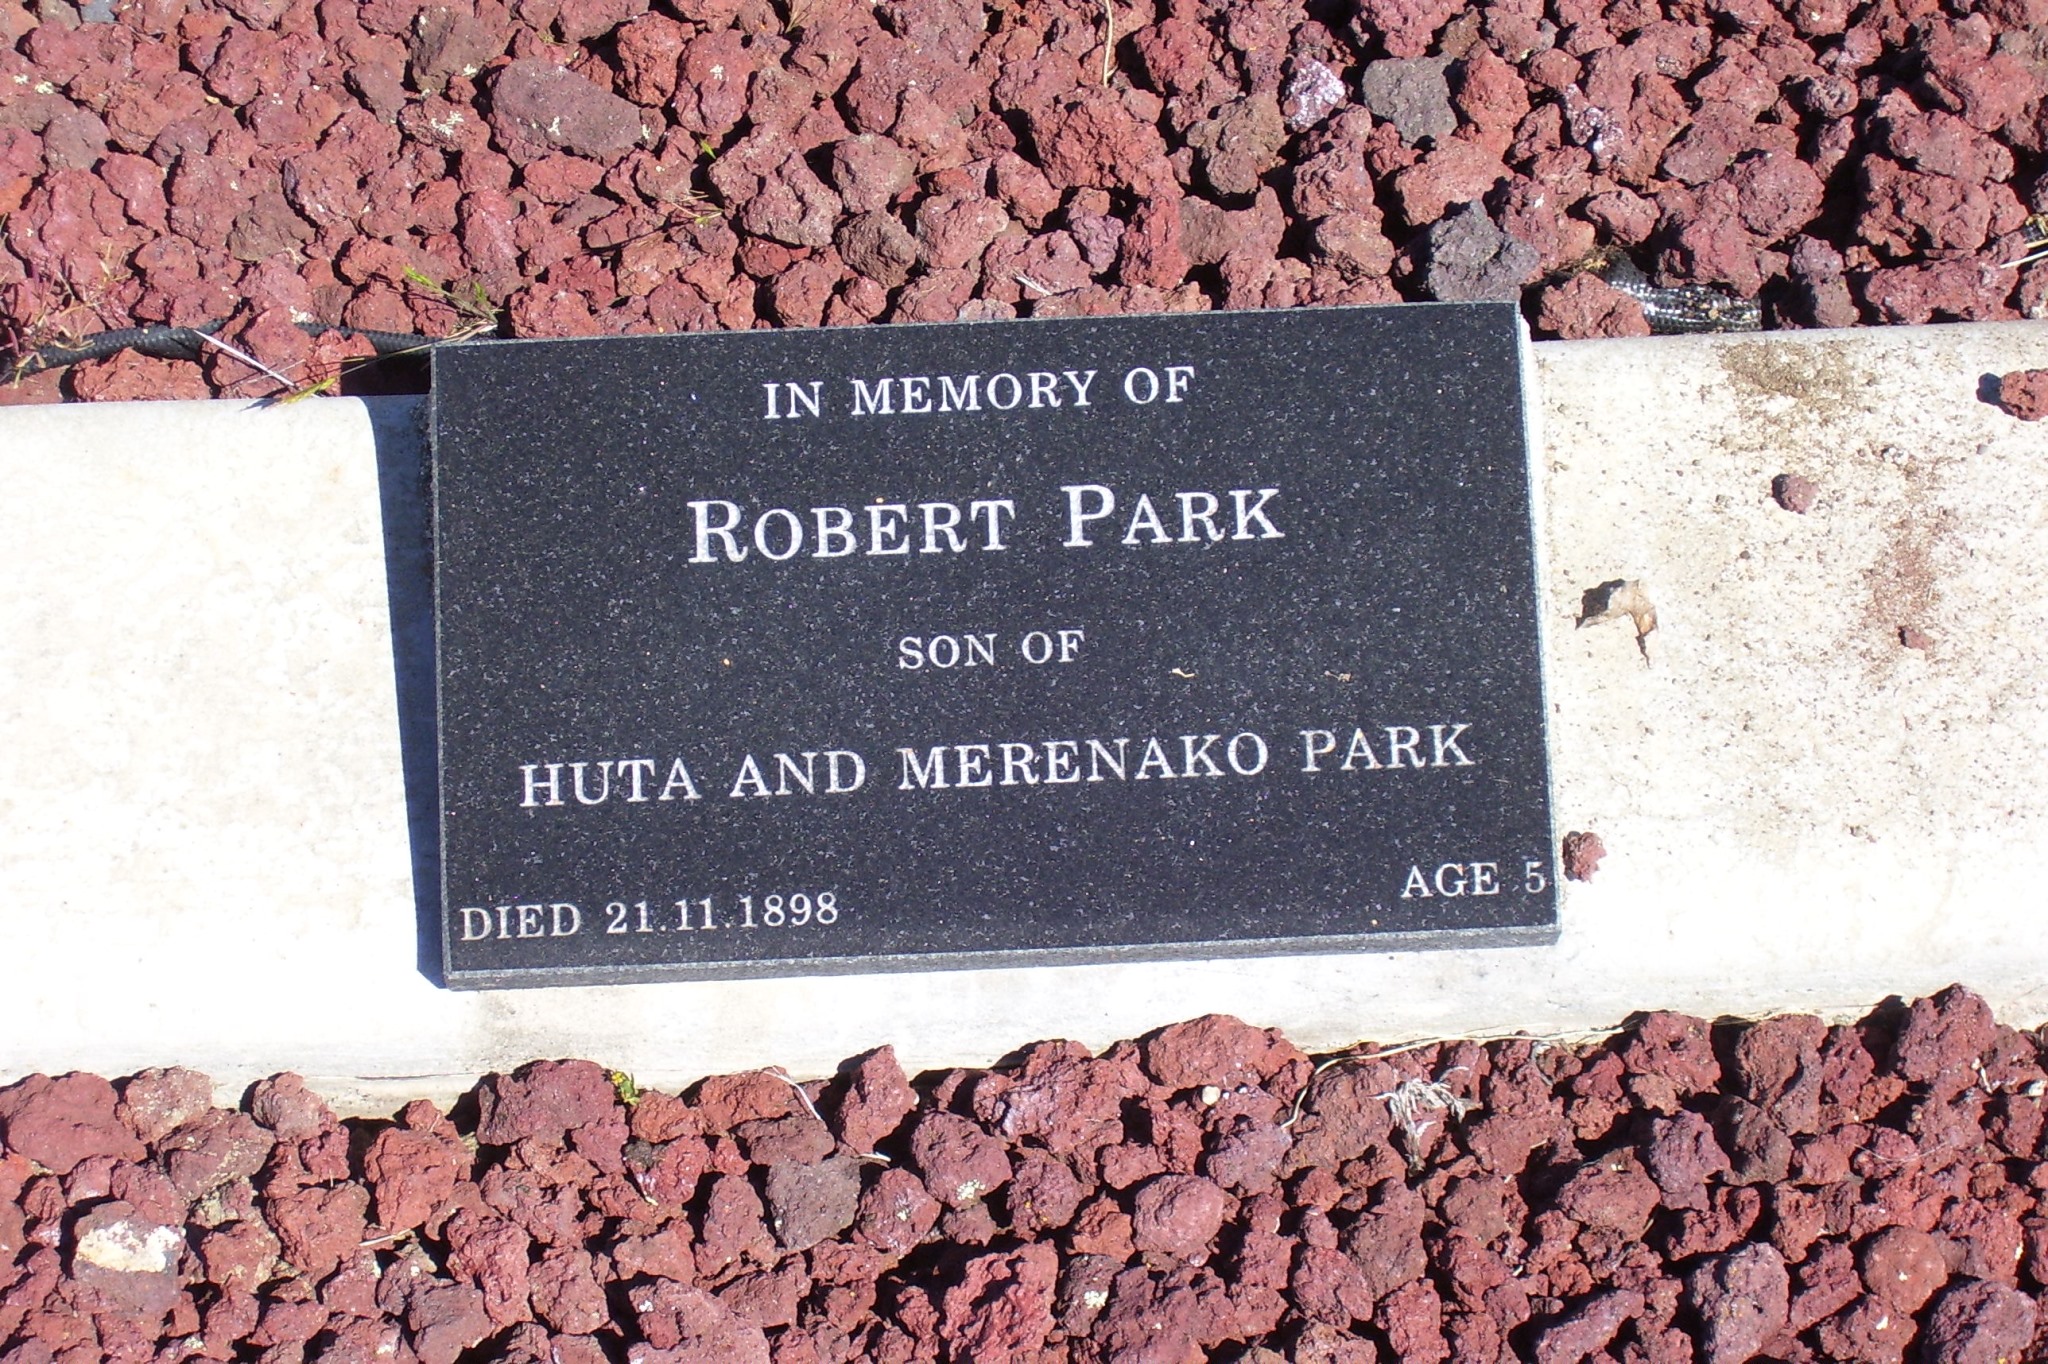 IN MEMORY OF
ROBERT PARK
SON OF
HUTA AND MERENAKO PARK
DIED 21.11.1898 AGE 5